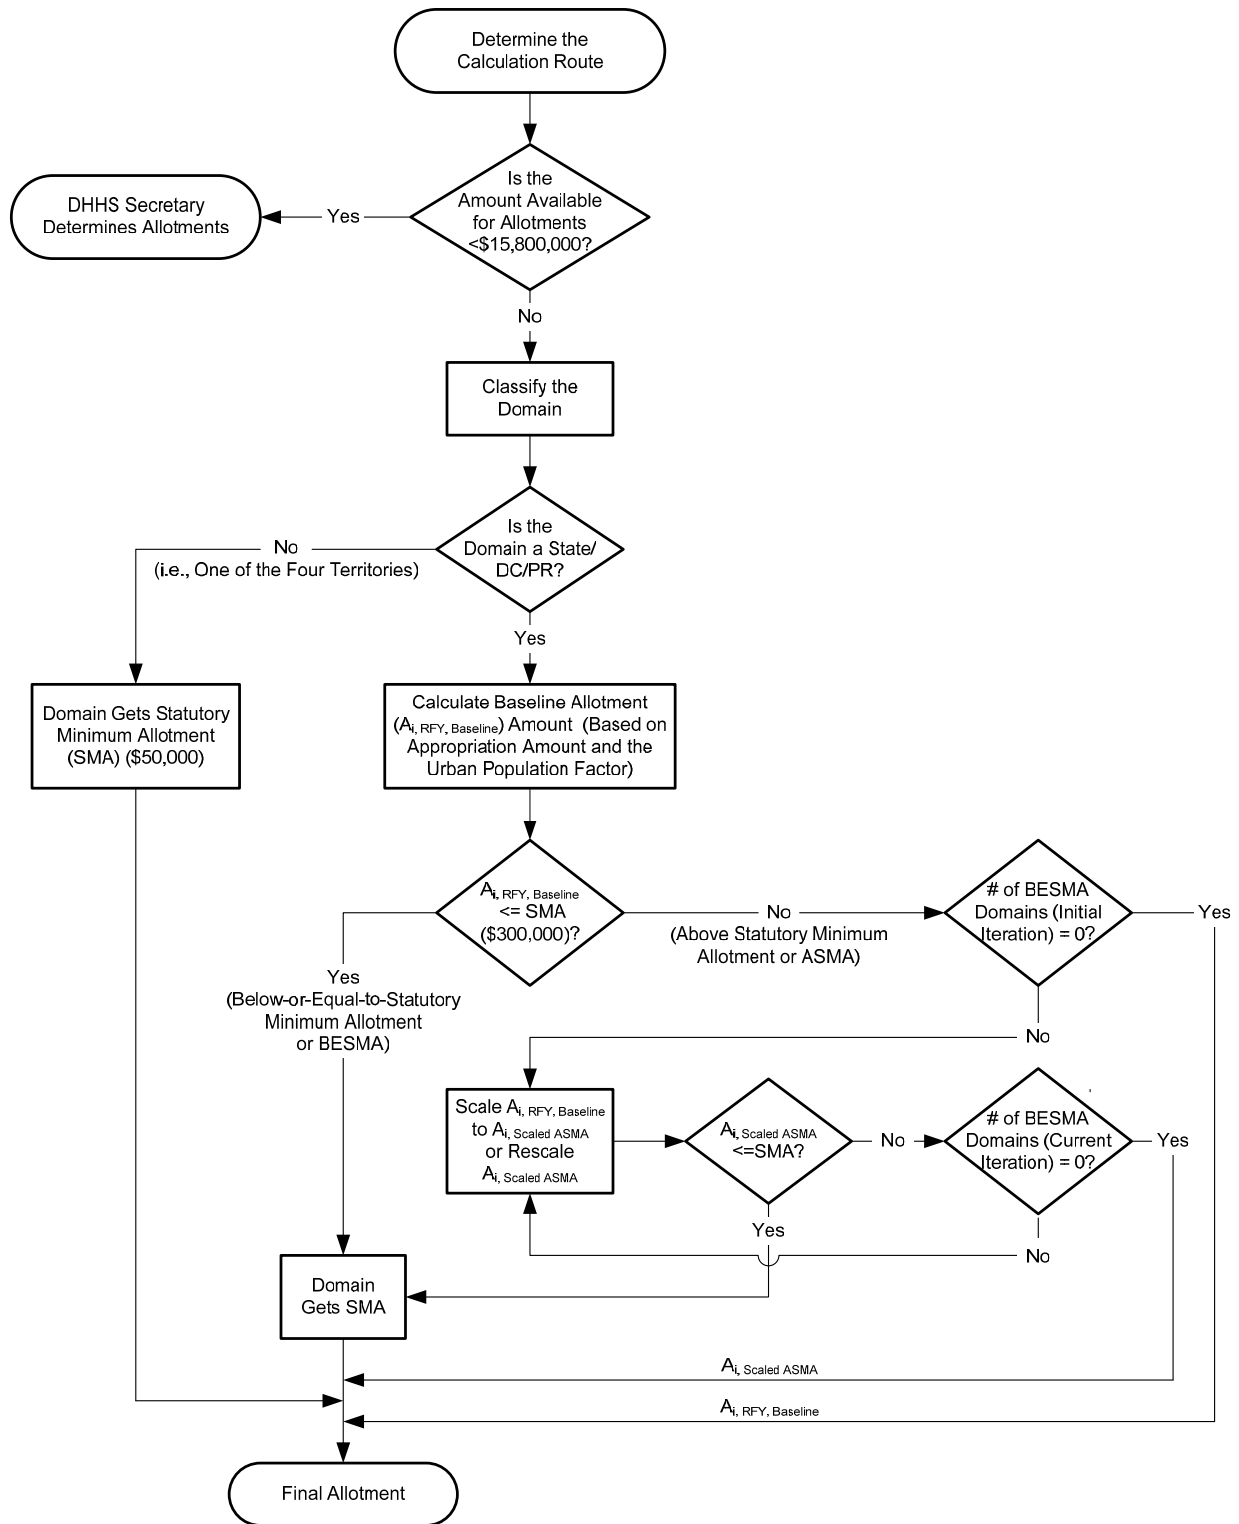 Determine the
Calculation Route
Is the
Amount Available
for Allotments
<$15,800,000?
Yes
DHHS Secretary
Determines Allotments
No
Classify the
Domain
Is the
Domain a State/
DC/PR?
No
(i.e., One of the Four Territories)
Yes
Domain Gets Statutory
Minimum Allotment
(SMA) ($50,000)
Calculate Baseline Allotment
(Ai, RFY, Baseline) Amount (Based on
Appropriation Amount and the
Urban Population Factor)
Ai, RFY, Baseline
<= SMA
($300,000)?
No
(Above Statutory Minimum
Allotment or ASMA)
# of BESMA
Domains (Initial
Iteration) = 0?
Yes
Yes
(Below-or-Equal-to-Statutory
Minimum Allotment
or BESMA)
No
Scale Ai, RFY, Baseline
to Ai, Scaled ASMA
or Rescale
Ai, Scaled ASMA
Ai, Scaled ASMA
<=SMA?
No
# of BESMA
Domains (Current
Iteration) = 0?
Yes
Yes
No
Domain
Gets SMA
Ai, Scaled ASMA
Ai, RFY, Baseline
Final Allotment